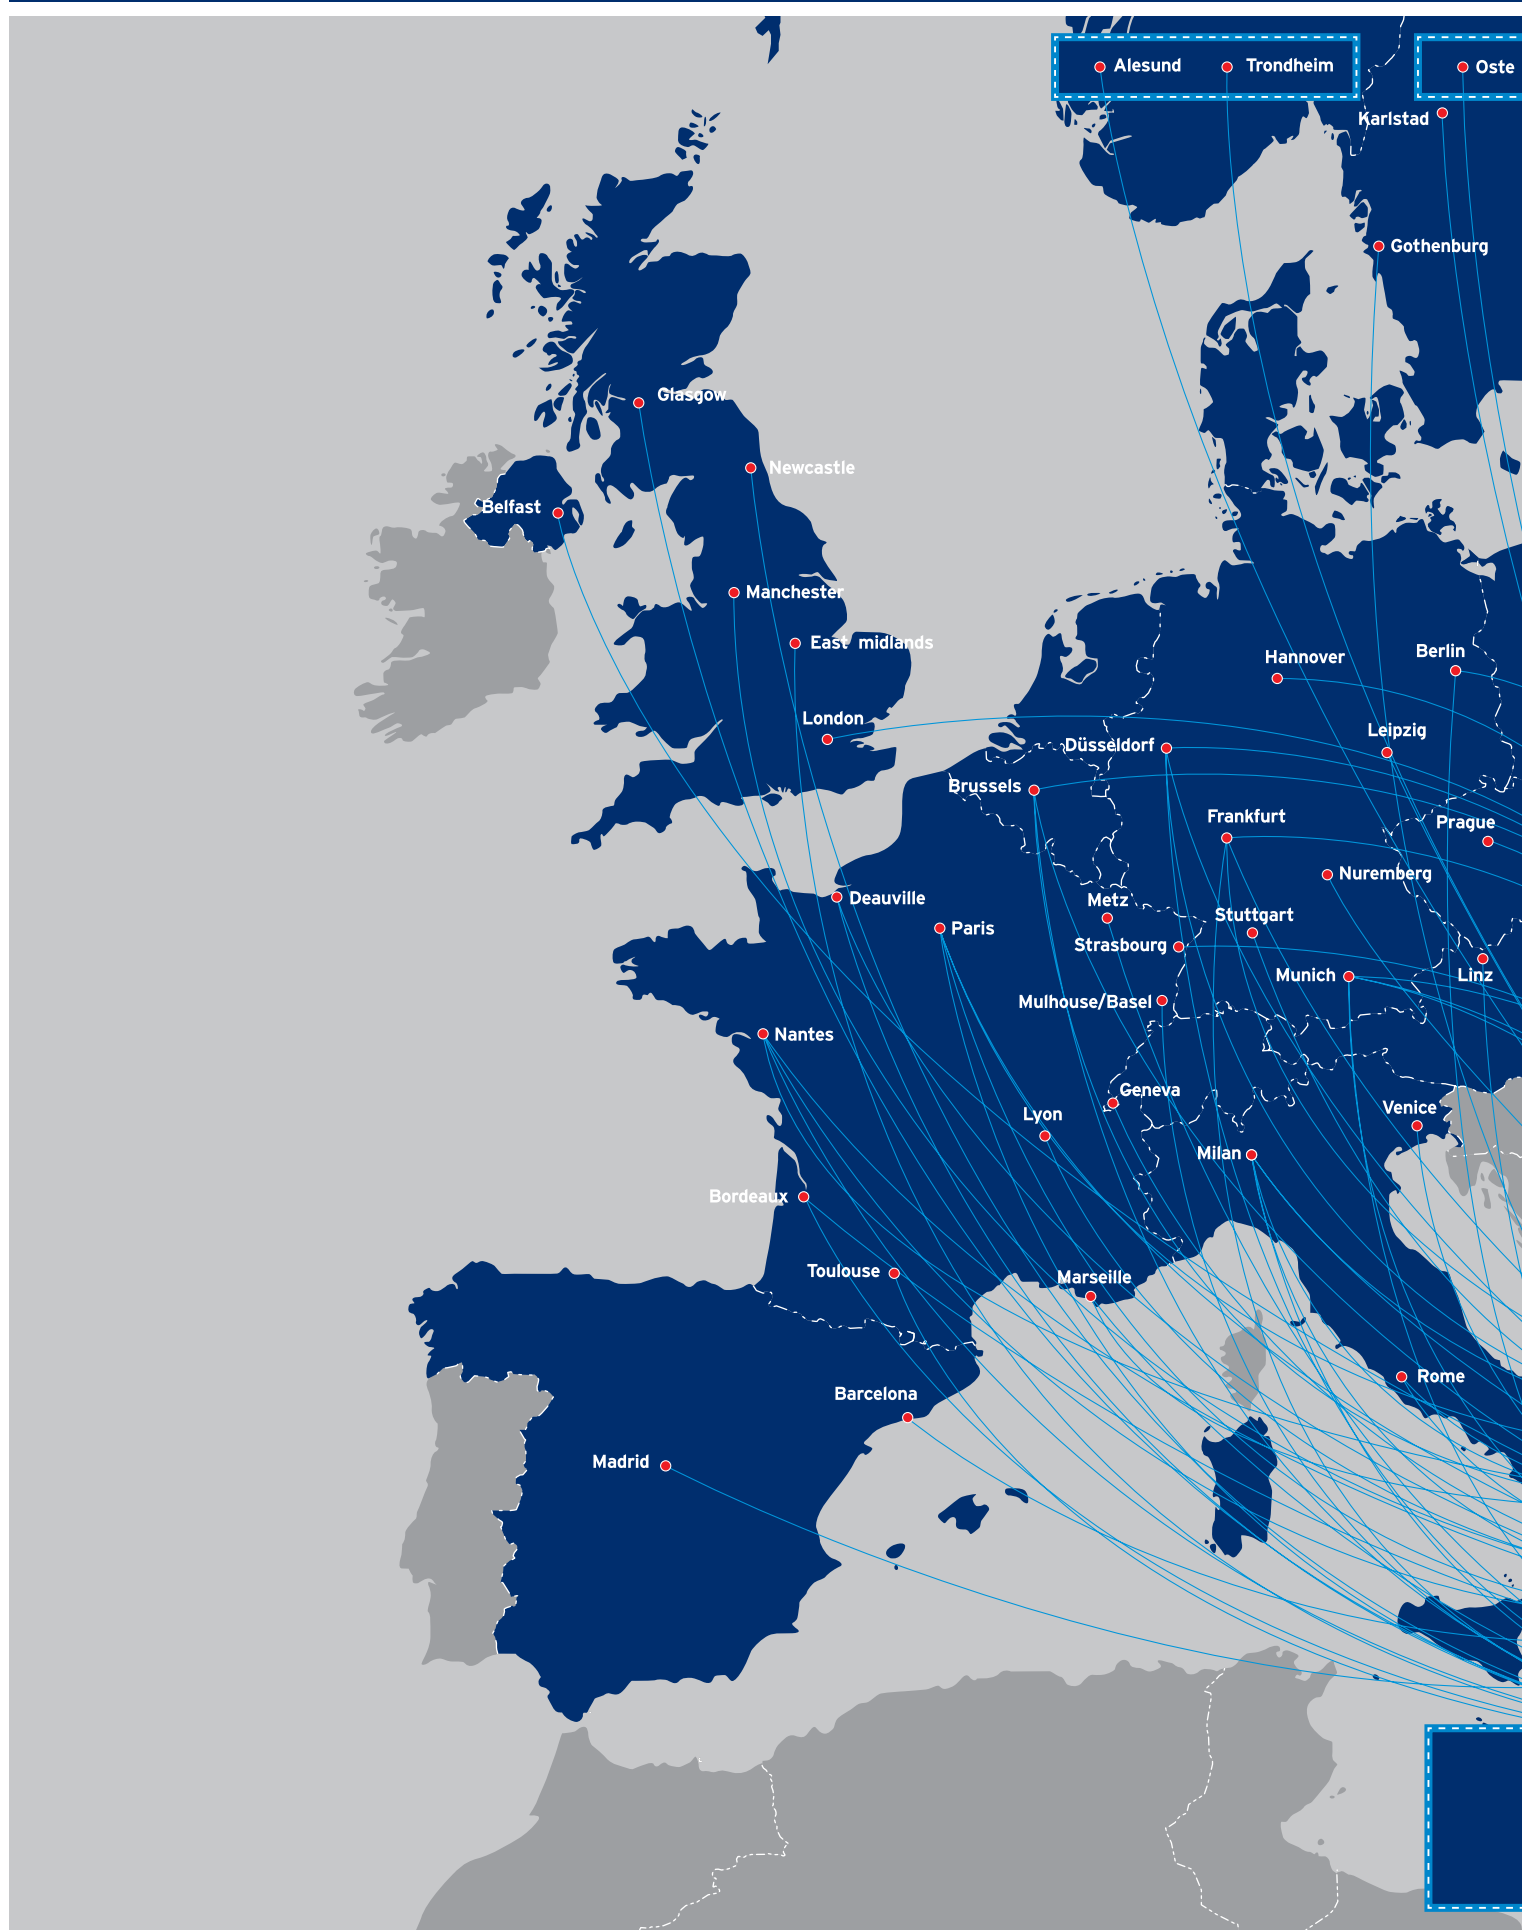 Alesund
Trondheim
Oste
Karlstad
Gothenburg
Glasgow
Newcastle
Belfast
Manchester
East midlands
Hannover
Berlin
London
Leipzig
Düsseldorf
Brussels
Frankfurt
Prague
Nuremberg
Deauville
Metz
Stuttgart
Paris
Strasbourg
Munich
Linz
Mulhouse/Basel
Nantes
Geneva
Lyon
Venice
Milan
Bordeaux
Toulouse
Marseille
Rome
Barcelona
Madrid